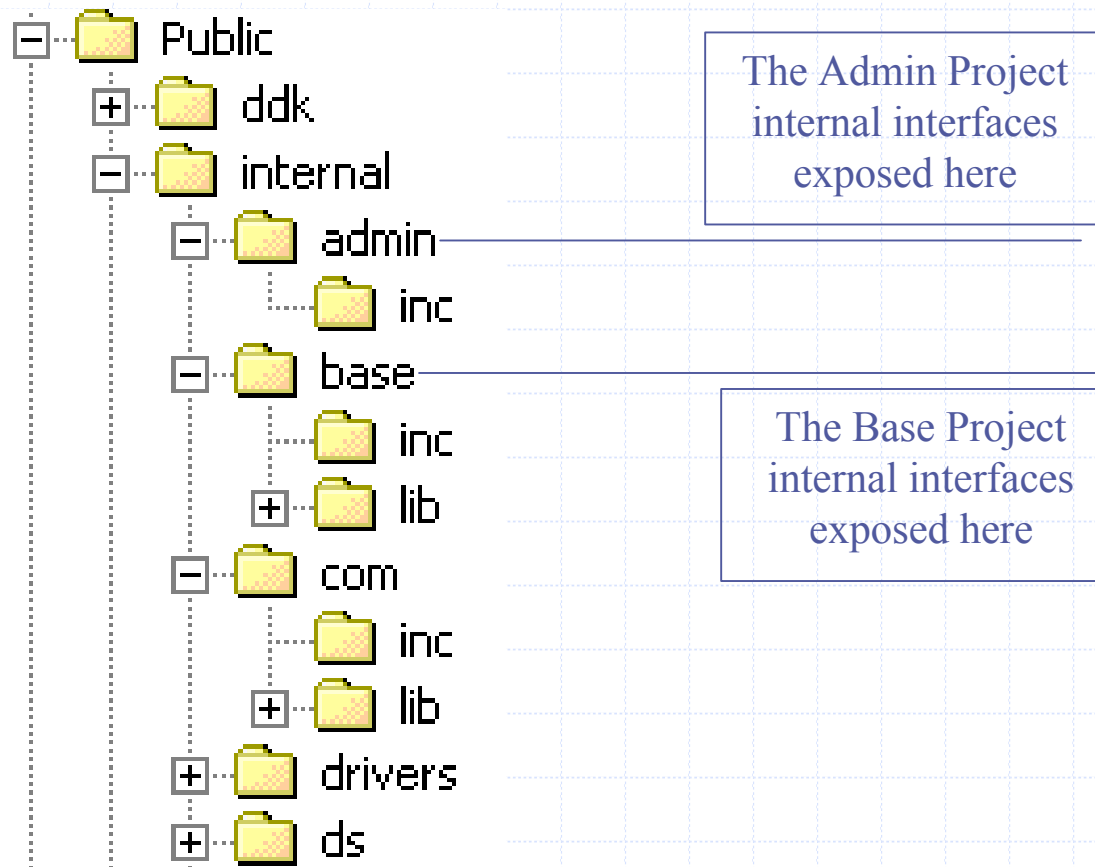 Public
ddk
internal
admin
inc
base
inc
lib
com
inc
lib
drivers
ds
The Admin Project
internal interfaces
exposed here
The Base Project
internal interfaces
exposed here